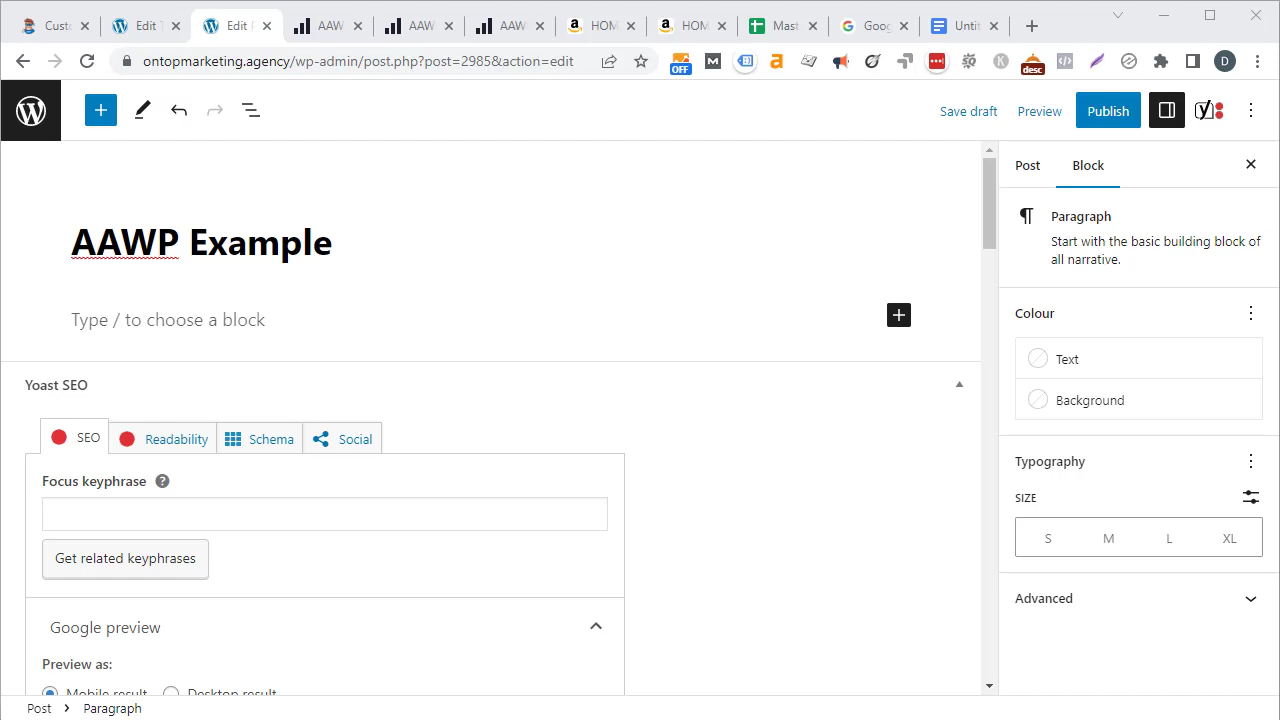 Custo
Edit T
Edit P
AAW
AAW
AAW
HOM
HOM
Mast
Goog
Untit
ontopmarketing.agency/wp-admin/post.php?post=2985&action=edit
OFF
desc
D
Save draft
Preview
Publish
Post
Block
AAWP Example
Paragraph
Start with the basic building block of
all narrative.
Type / to choose a block
Colour
Text
Background
Yoast SEO
SEO
Readability
Schema
Social
Focus keyphrase
Get related keyphrases
Google preview
Preview as:
Mobile result
Desktop result
Typography
SIZE
S
M
L
XL
Advanced
Post
Paragraph